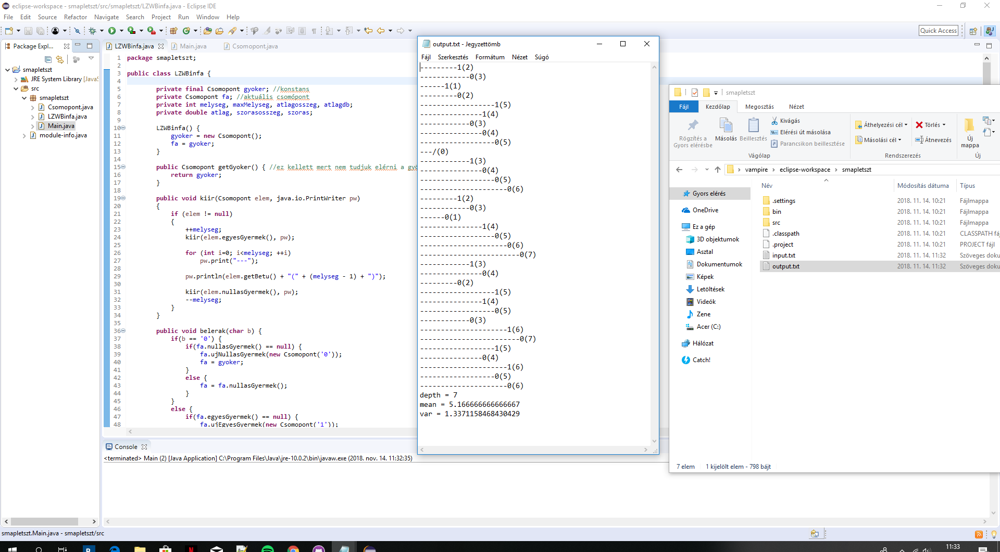 eclipse-workspace - smapletszt/src/smapletszt/LZWBinfa.java - Eclipse IDE
File Edit Source Refactor Navigate Search Project Run Window Help
Quick Access
Package Expl...
smapletszt
JRE System Library [JavaS
src
smapletszt
Csomopont.java
LZWBinfa.java
Main.java
module-info.java
LZWBinfa.java Main.java Csomopont.java
1 package smapletszt;
2
3 public class LZWBinfa {
4
5 private final Csomopont gyoker; //konstans
6 private Csomopont fa; //aktuális csomópont
7 private int melyseg, maxMelyseg, atlagosszeg, atlagdb;
8 private double atlag, szorasosszeg, szoras;
9
10 LZWBinfa() {
11 gyoker = new Csomopont();
12 fa = gyoker;
13 }
14
15 public Csomopont getGyoker() { //ez kellett mert nem tudjuk elérni a gyö
16 return gyoker;
17 }
18
19 public void kiir(Csomopont elem, java.io.PrintWriter pw)
20 {
21 if (elem != null)
22 {
23 ++melyseg;
24 kiir(elem.egyesGyermek(), pw);
25
26 for (int i=0; i<melyseg; ++i)
27 pw.print("---");
28
29 pw.println(elem.getBetu() + "(" + (melyseg - 1) + ")");
30
31 kiir(elem.nullasGyermek(), pw);
32 --melyseg;
33 }
34 }
35
36 public void belerak(char b) {
37 if(b == '0') {
38 if(fa.nullasGyermek() == null) {
39 fa.ujNullasGyermek(new Csomopont('0'));
40 fa = gyoker;
41 }
42 else {
43 fa = fa.nullasGyermek();
44 }
45 }
46 else {
47 if(fa.egyesGyermek() == null) {
48 fa.ujEgyesGyermek(new Csomopont('1'));
Console
<terminated> Main (2) [Java Application] C:\Program Files\Java\jre-10.0.2\bin\javaw.exe (2018. nov. 14. 11:32:35)
smapletszt.Main.java - smapletszt/src
output.txt - Jegyzettömb
Fájl Szerkesztés Formátum Nézet Súgó
---------1(2)
------------0(3)
------1(1)
---------0(2)
------------------1(5)
---------------1(4)
------------0(3)
---------------0(4)
------------------0(5)
---/(0)
------------1(3)
---------------0(4)
------------------0(5)
---------------------0(6)
---------1(2)
------------0(3)
------0(1)
---------------1(4)
------------------0(5)
---------------------0(6)
------------------------0(7)
------------1(3)
---------------0(4)
---------0(2)
------------------1(5)
---------------1(4)
------------------0(5)
------------0(3)
---------------------1(6)
------------------------0(7)
------------------1(5)
---------------0(4)
---------------------1(6)
------------------0(5)
---------------------0(6)
depth = 7
mean = 5.166666666666667
var = 1.3371158468430429
smapletszt
Fájl Kezdőlap Megosztás Nézet
Rögzítés a
Gyors elérésbe
Másolás
Beillesztés
Kivágás
Elérési út másolása
Parancsikon beillesztése
Vágólap
Áthelyezési cél
Másolási cél
Törlés
Átnevezés
Rendszerezés
Új
mappa
Új
vampire eclipse-workspace smapletszt
Gyors elérés
OneDrive
Ez a gép
3D objektumok
Asztal
Dokumentumok
Képek
Letöltések
Videók
Zene
Acer (C:)
Hálózat
Catch!
Név Módosítás dátuma Típus
.settings 2018. 11. 14. 10:21 Fájlmappa
bin 2018. 11. 14. 10:21 Fájlmappa
src 2018. 11. 14. 10:21 Fájlmappa
.classpath 2018. 11. 14. 10:21 CLASSPATH fáj
.project 2018. 11. 14. 10:21 PROJECT fájl
input.txt 2018. 11. 14. 11:32 Szöveges doku
output.txt 2018. 11. 14. 11:32 Szöveges doku
7 elem 1 kijelölt elem - 798 bájt
11:33